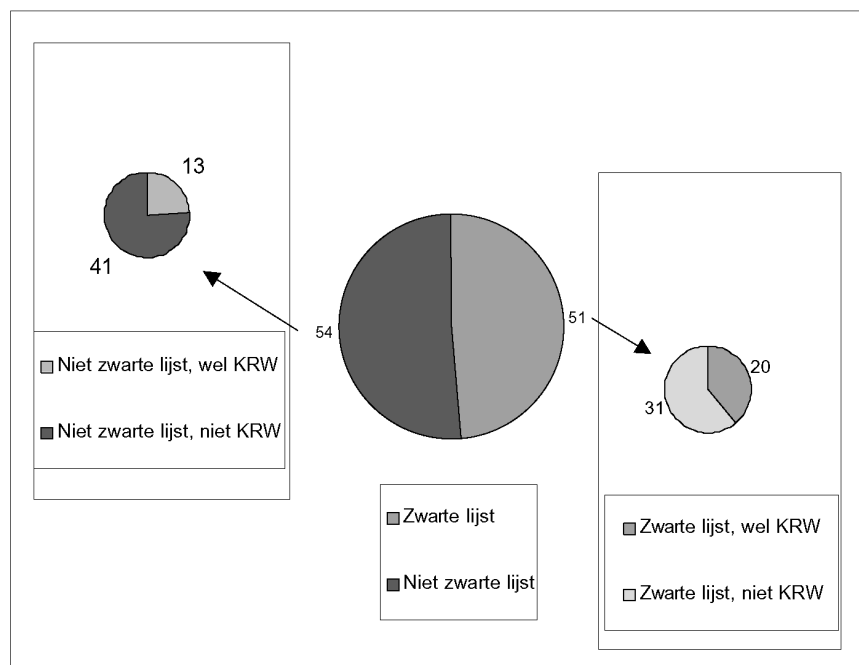 13
41
Niet zwarte lijst, wel KRW
Niet zwarte lijst, niet KRW
54
51
Zwarte lijst
Niet zwarte lijst
20
31
Zwarte lijst, wel KRW
Zwarte lijst, niet KRW